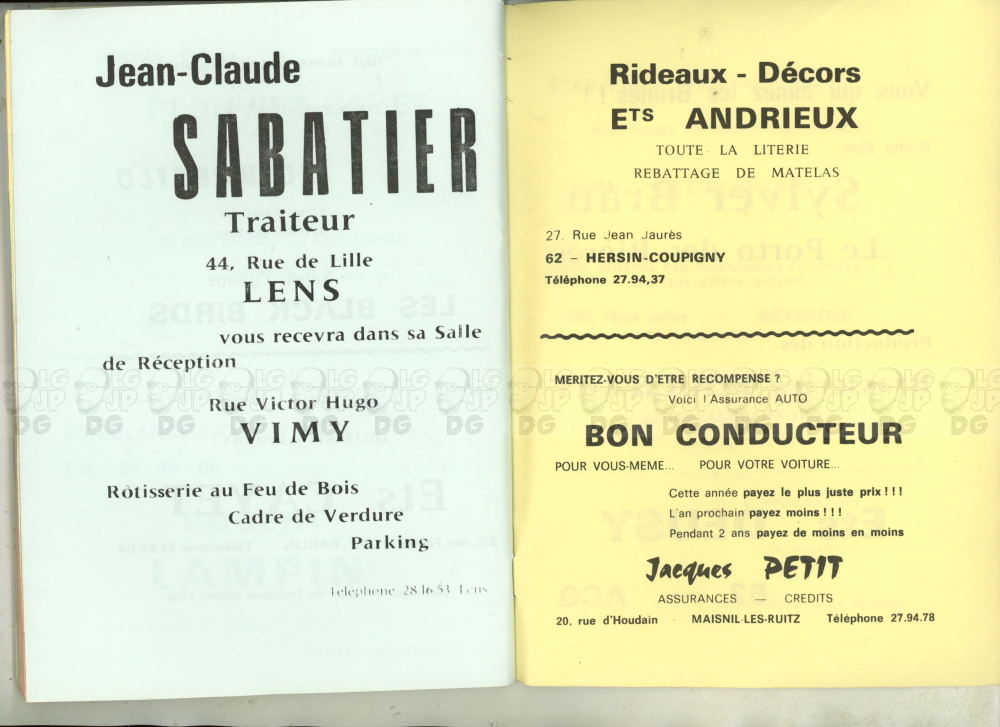 Jean-Claude
SABATIER
Traiteur
44, Rue de Lille
LENS
vous recevra dans sa Salle
de Réception
Rue Victor Hugo
VIMY
Rôtisserie au Feu de Bois
Cadre de Verdure
Parking
Téléphone 28 16 53 Lens
Rideaux - Décors
ETS ANDRIEUX
TOUTE LA LITERIE
REBATTAGE DE MATELAS
27. Rue Jean Jaurès
62 - HERSIN-COUPIGNY
Téléphone 27.94,37
MERITEZ-VOUS D'ETRE RECOMPENSE ?
Voici l'Assurance AUTO
BON CONDUCTEUR
POUR VOUS-MEME... POUR VOTRE VOITURE...
Cette année payez le plus juste prix ! ! !
L'an prochain payez moins ! ! !
Pendant 2 ans payez de moins en moins
Jacques PETIT
ASSURANCES — CREDITS
20, rue d'Houdain - MAISNIL-LES-RUITZ Téléphone 27.94.78